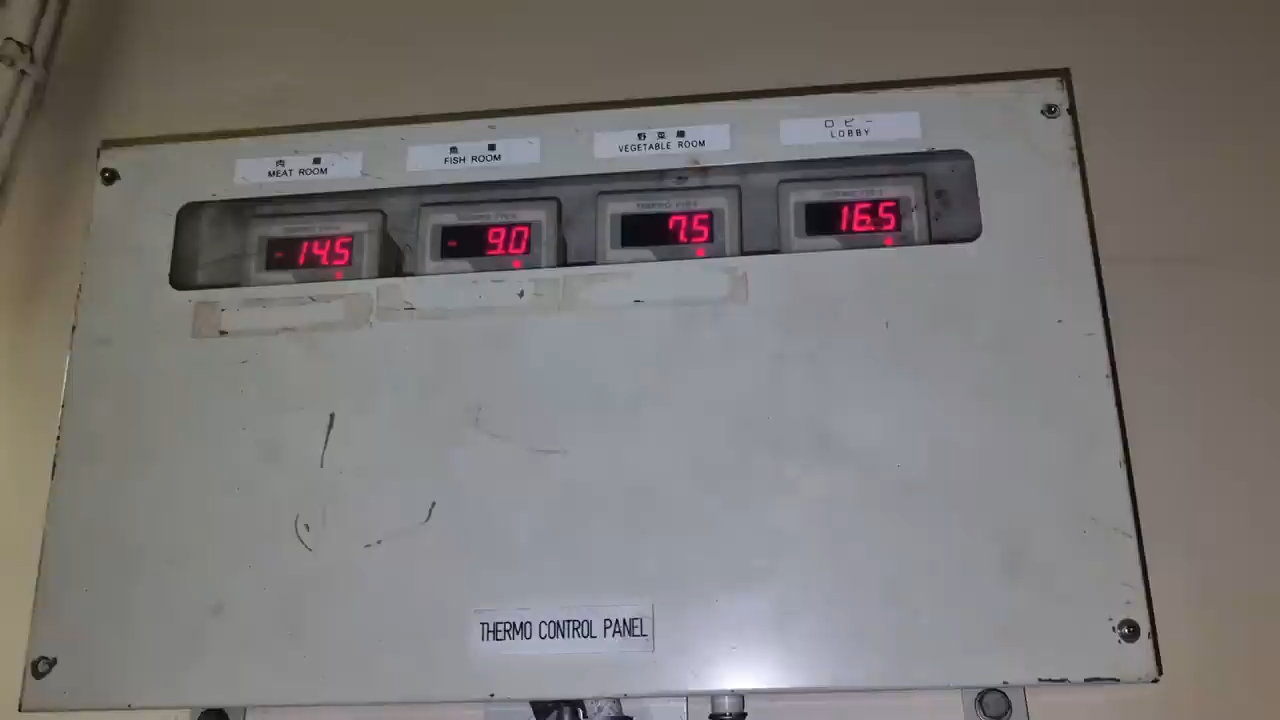 肉 庫
MEAT ROOM
魚 庫
FISH ROOM
野 菜 庫
VEGETABLE ROOM
ロ ビ ー
LOBBY
-14.5
- 9.0
7.5
16.5
THERMO CONTROL PANEL